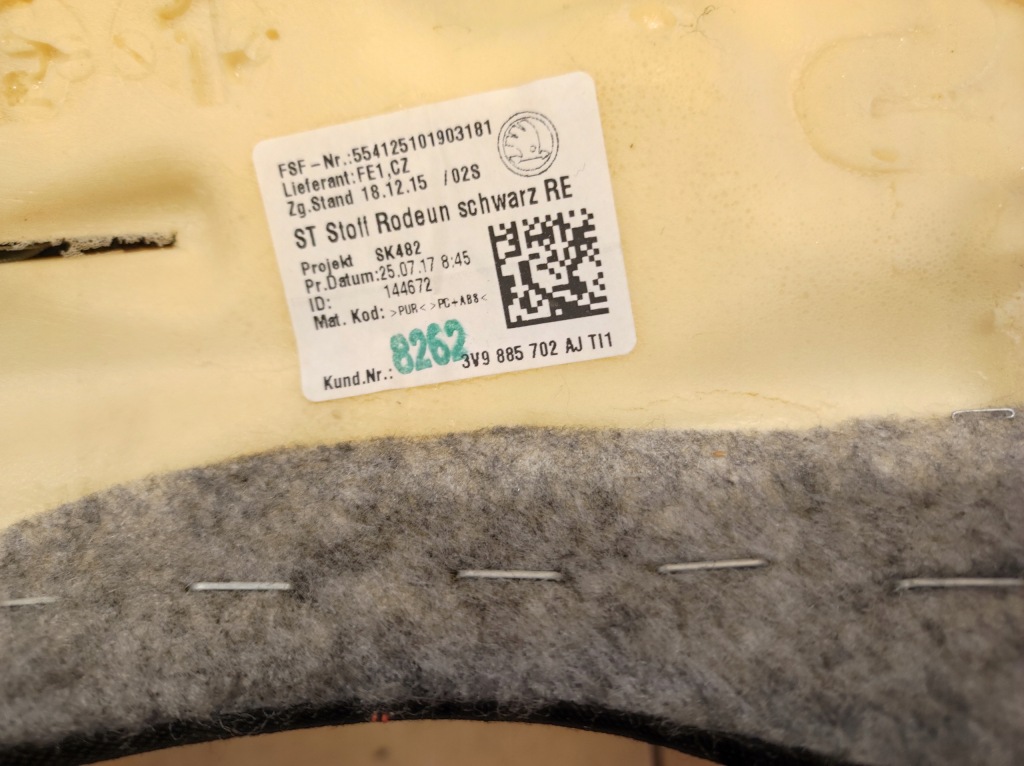 FSF-Nr.:554125101903181
Lieferant:FE1,CZ
Zg.Stand 18.12.15 /02S
ST Stoff Rodeun schwarz RE
Projekt SK482
Pr.Datum:25.07.17 8:45
ID: 144672
Mat. Kod: >PUR< >PC+ABS<
8262
Kund.Nr.: 3V9 885 702 AJ TI1